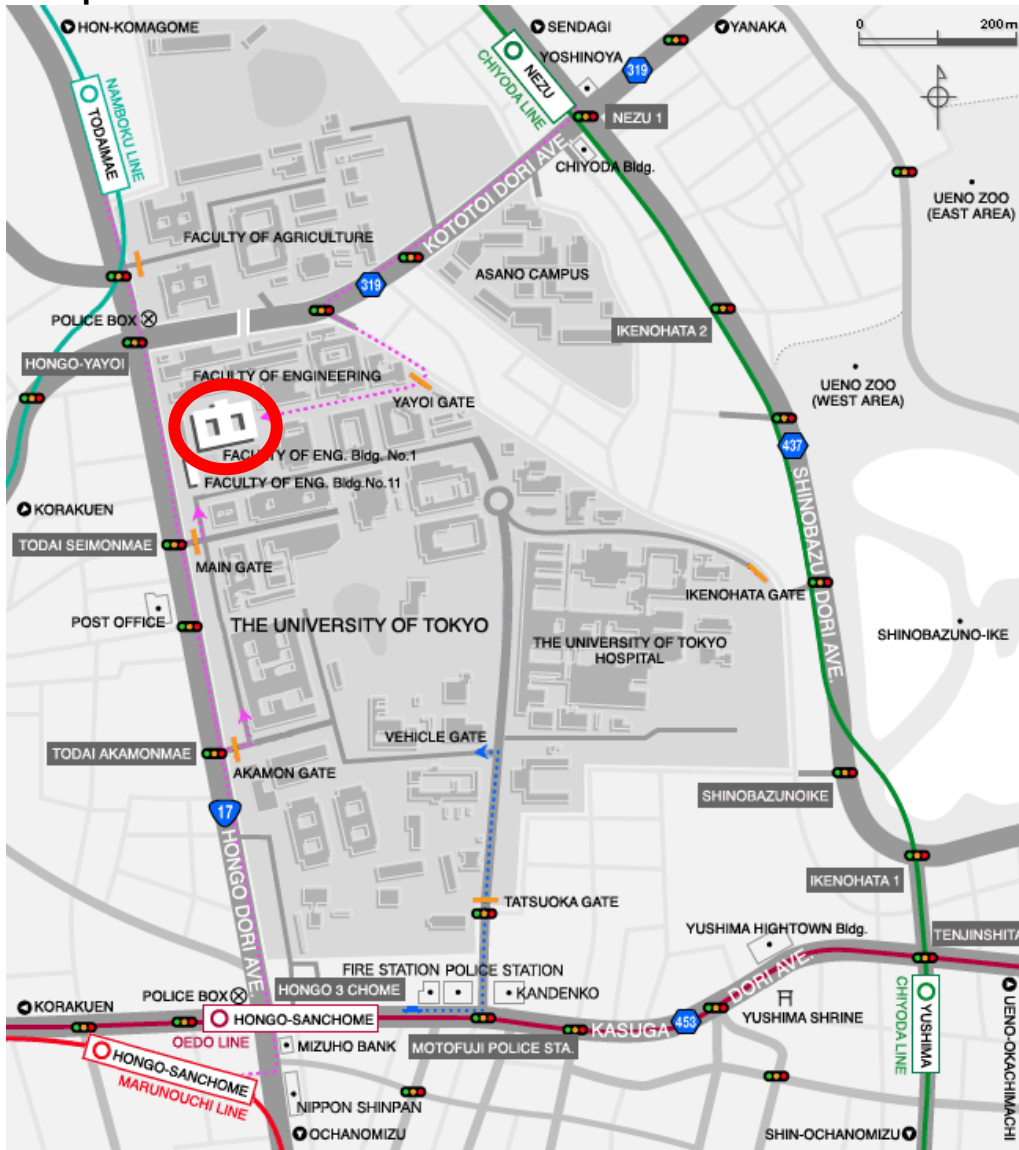 HON-KOMAGOME
SENDAGI
YOSHINOYA
YANAKA
0
200m
319
NEZU
CHIYODA LINE
NEZU 1
CHIYODA Bldg.
NAMBOKU LINE
TODAIMAE
KOTOTOI DORI AVE.
UENO ZOO
(EAST AREA)
FACULTY OF AGRICULTURE
ASANO CAMPUS
319
POLICE BOX
IKENOHATA 2
HONGO-YAYOI
FACULTY OF ENGINEERING
YAYOI GATE
UENO ZOO
(WEST AREA)
437
FACULTY OF ENG. Bldg. No.1
FACULTY OF ENG. Bldg.No.11
KORAKUEN
TODAI SEIMONMAE
MAIN GATE
SHINOBAZU DORI AVE.
IKENOHATA GATE
POST OFFICE
THE UNIVERSITY OF TOKYO
THE UNIVERSITY OF TOKYO
HOSPITAL
SHINOBAZUNO-IKE
VEHICLE GATE
TODAI AKAMONMAE
AKAMON GATE
SHINOBAZUNOIKE
17
HONGO DORI AVE.
IKENOHATA 1
TATSUOKA GATE
YUSHIMA HIGHTOWN Bldg.
TENJINSHITA
FIRE STATION
POLICE STATION
HONGO 3 CHOME
KANDENKO
POLICE BOX
KORAKUEN
HONGO-SANCHOME
OEDO LINE
MIZUHO BANK
MOTOFUJI POLICE STA.
KASUGA
453
DORI AVE.
YUSHIMA SHRINE
YUSHIMA
CHIYODA LINE
UENO-OKACHIMACHI
HONGO-SANCHOME
MARUNOUCHI LINE
NIPPON SHINPAN
OCHANOMIZU
SHIN-OCHANOMIZU